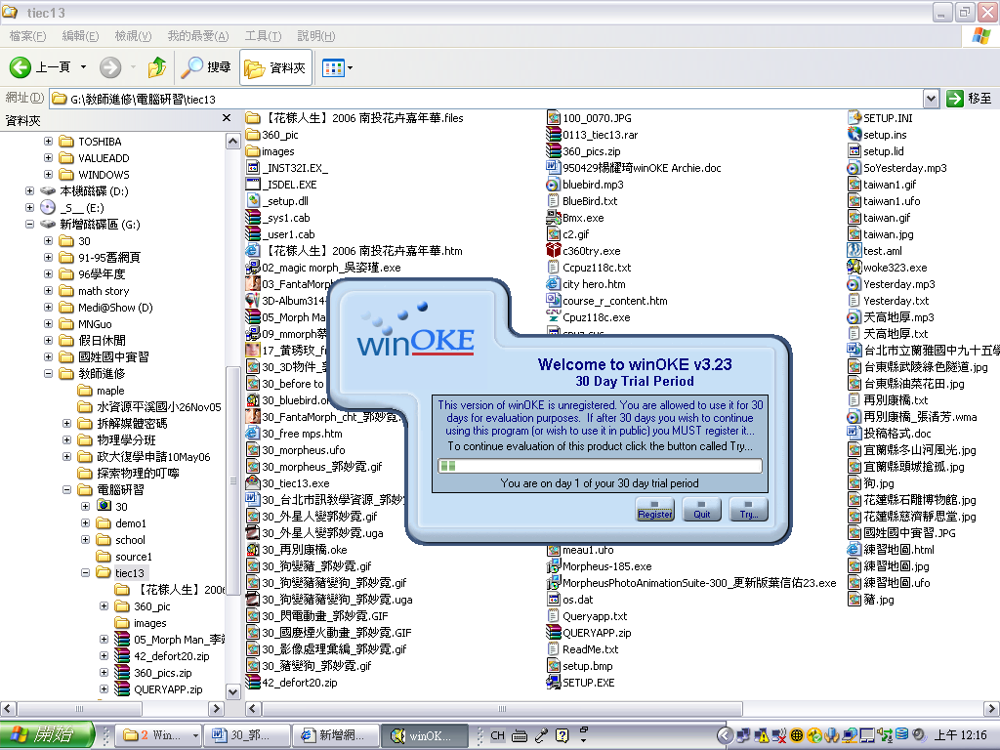 tiec13
檔案(F) 編輯(E) 檢視(V) 我的最愛(A) 工具(T) 說明(H)
上一頁 搜尋 資料夾
網址(D) G:\教師進修\電腦研習\tiec13 移至
資料夾
TOSHIBA
VALUEADD
WINDOWS
本機磁碟 (D:)
_5__ (E:)
新增磁碟區 (G:)
30
91-95舊網頁
96學年度
math story
Medi@Show (D)
MNGuo
假日休閒
國姓國中實習
教師進修
maple
水資源平溪國小26Nov05
拆解媒體密碼
物理學分班
政大復學申請10May06
探索物理的叮嚀
電腦研習
30
demo1
school
source1
tiec13
【花樣人生】2006
360_pic
images
05_Morph Man_李
42_defort20.zip
360_pics.zip
QUERYAPP.zip
【花樣人生】2006 南投花卉嘉年華.files
360_pic
images
_INST32I.EX_
_ISDEL.EXE
_setup.dll
_sys1.cab
_user1.cab
【花樣人生】2006 南投花卉嘉年華.htm
02_magic morph_吳姿瑾.exe
03_FantaMorph
3D-Album314
05_Morph Ma
09_mmorph蔡
17_黃琇玫_fr
30_3D物件_
30_before to
30_bluebird.o
30_FantaMorph_cht_郭妙霓
30_free mps.htm
30_morpheus.ufo
30_morpheus_郭妙霓.gif
30_tiec13.exe
30_台北市訊教學資源_郭妙
30_外星人變郭妙霓.gif
30_外星人變郭妙霓.uga
30_再別康橋.oke
30_狗變豬_郭妙霓.gif
30_狗變豬豬變狗_郭妙霓.gif
30_狗變豬豬變狗_郭妙霓.uga
30_閃電動畫_郭妙霓.GIF
30_國慶煙火動畫_郭妙霓.GIF
30_影像處理彙編_郭妙霓.gif
30_豬變狗_郭妙霓.gif
42_defort20.zip
100_0070.JPG
0113_tiec13.rar
360_pics.zip
950429楊耀琦winOKE Archie.doc
bluebird.mp3
BlueBird.txt
Bmx.exe
c2.gif
c360try.exe
Ccpuz118c.txt
city hero.htm
course_r_content.htm
Cpuz118c.exe
meau1.ufo
Morpheus-185.exe
MorpheusPhotoAnimationSuite-300_更新版葉信佑23.exe
os.dat
Queryapp.txt
QUERYAPP.zip
ReadMe.txt
setup.bmp
SETUP.EXE
SETUP.INI
setup.ins
setup.lid
SoYesterday.mp3
taiwan1.gif
taiwan1.ufo
taiwan.gif
taiwan.jpg
test.aml
woke323.exe
Yesterday.mp3
Yesterday.txt
天高地厚.mp3
天高地厚.txt
台北市立蘭雅國中九十五學
台東縣武陵綠色隧道.jpg
台東縣油菜花田.jpg
再別康橋.txt
再別康橋_張清芳.wma
投稿格式.doc
宜蘭縣冬山河風光.jpg
宜蘭縣頭城搶孤.jpg
狗.jpg
花蓮縣石雕博物館.jpg
花蓮縣慈濟靜思堂.jpg
國姓國中實習.JPG
練習地圖.html
練習地圖.jpg
練習地圖.ufo
豬.jpg
winOKE
Welcome to winOKE v3.23
30 Day Trial Period
This version of winOKE is unregistered. You are allowed to use it for 30
days for evaluation purposes. If after 30 days you wish to continue
using this program (or wish to use it in public) you MUST register it...
To continue evaluation of this product click the button called Try...
You are on day 1 of your 30 day trial period
Register Quit Try...
開始 2 Win... 30_郭... 新增網... winOK... CH 上午 12:16